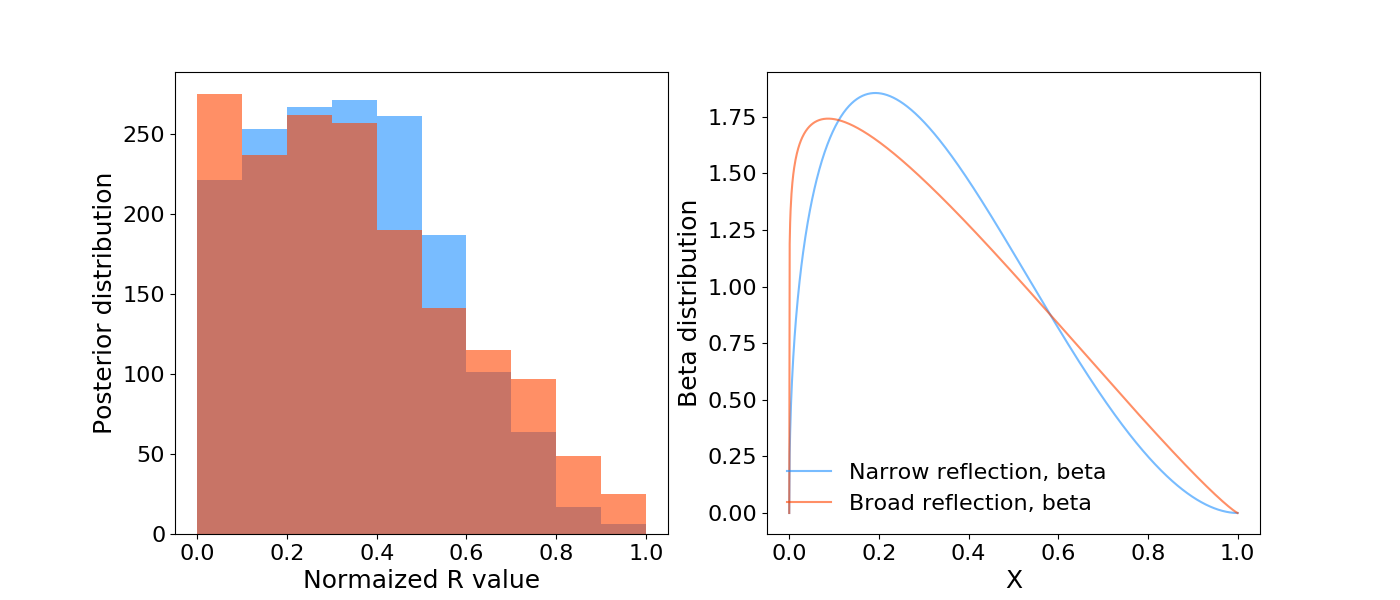 Posterior distribution
250
200
150
100
50
0
0.0 0.2 0.4 0.6 0.8 1.0
Normaized R value
Beta distribution
1.75
1.50
1.25
1.00
0.75
0.50
0.25
0.00
Narrow reflection, beta
Broad reflection, beta
0.0 0.2 0.4 0.6 0.8 1.0
X